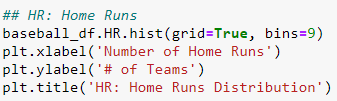 ## HR: Home Runs
baseball_df.HR.hist(grid=True, bins=9)
plt.xlabel('Number of Home Runs')
plt.ylabel('# of Teams')
plt.title('HR: Home Runs Distribution')